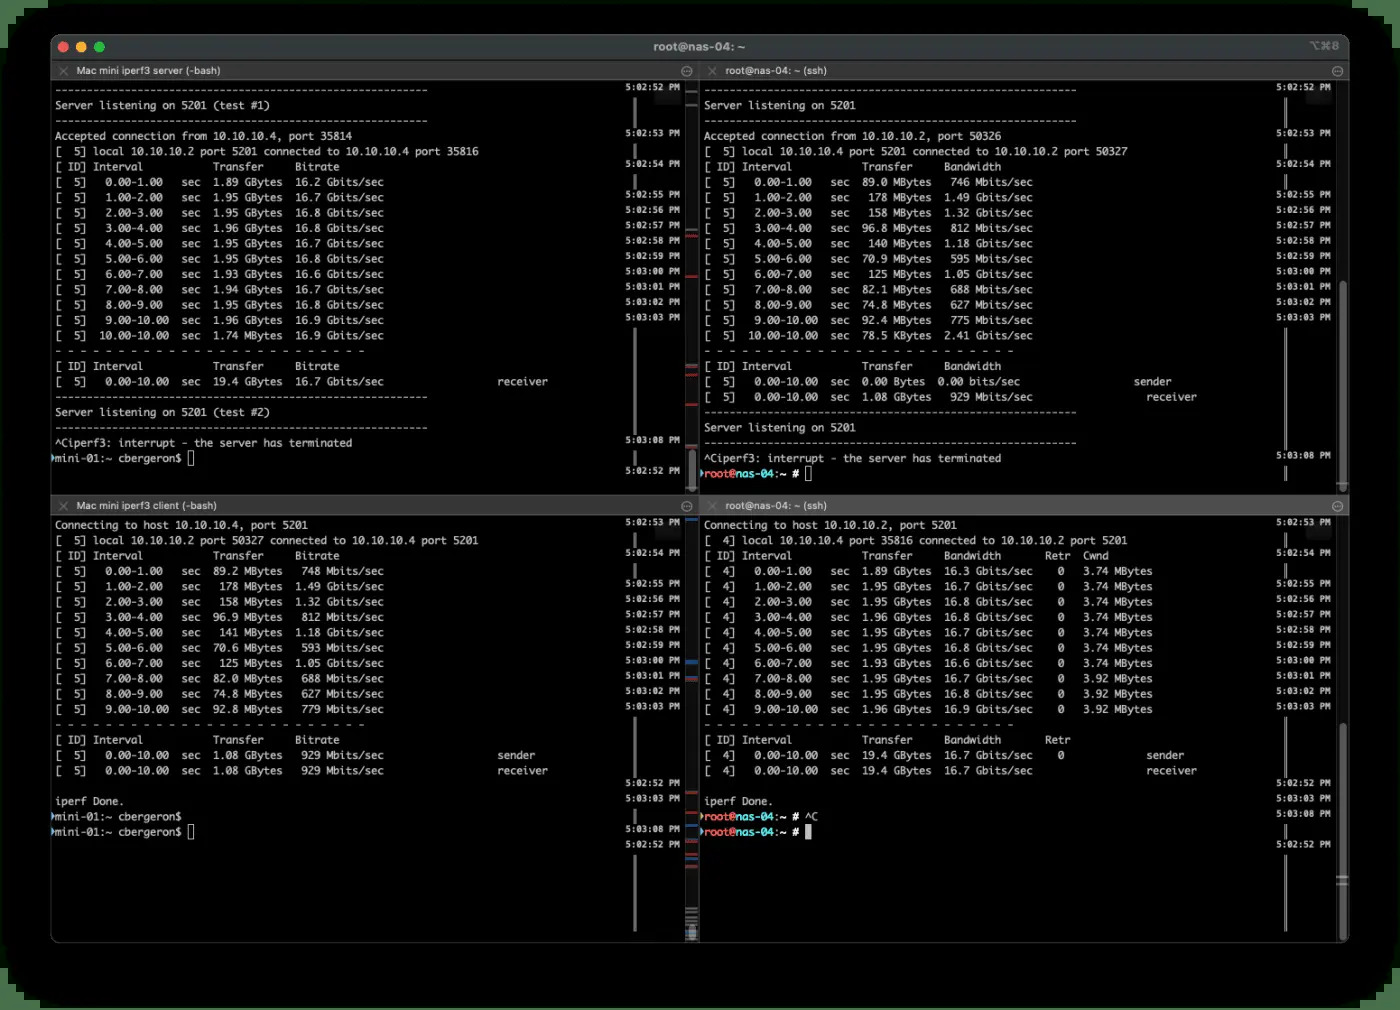 root@nas-04: ~
⌥⌘8
Mac mini iperf3 server (-bash)
-----------------------------------------------------------
Server listening on 5201 (test #1)
-----------------------------------------------------------
Accepted connection from 10.10.10.4, port 35814
[  5] local 10.10.10.2 port 5201 connected to 10.10.10.4 port 35816
[ ID] Interval           Transfer     Bitrate
[  5]   0.00-1.00   sec  1.89 GBytes  16.2 Gbits/sec
[  5]   1.00-2.00   sec  1.95 GBytes  16.7 Gbits/sec
[  5]   2.00-3.00   sec  1.95 GBytes  16.8 Gbits/sec
[  5]   3.00-4.00   sec  1.96 GBytes  16.8 Gbits/sec
[  5]   4.00-5.00   sec  1.95 GBytes  16.7 Gbits/sec
[  5]   5.00-6.00   sec  1.95 GBytes  16.8 Gbits/sec
[  5]   6.00-7.00   sec  1.93 GBytes  16.6 Gbits/sec
[  5]   7.00-8.00   sec  1.94 GBytes  16.7 Gbits/sec
[  5]   8.00-9.00   sec  1.95 GBytes  16.8 Gbits/sec
[  5]   9.00-10.00  sec  1.96 GBytes  16.9 Gbits/sec
[  5]  10.00-10.00  sec  1.74 MBytes  16.9 Gbits/sec
- - - - - - - - - - - - - - - - - - - - - - - - -
[ ID] Interval           Transfer     Bitrate
[  5]   0.00-10.00  sec  19.4 GBytes  16.7 Gbits/sec                  receiver
-----------------------------------------------------------
Server listening on 5201 (test #2)
-----------------------------------------------------------
^Ciperf3: interrupt - the server has terminated
mini-01:~ cbergeron$
5:02:52 PM
5:02:53 PM
5:02:54 PM
5:02:55 PM
5:02:56 PM
5:02:57 PM
5:02:58 PM
5:02:59 PM
5:03:00 PM
5:03:01 PM
5:03:02 PM
5:03:03 PM
5:03:08 PM
5:02:52 PM
root@nas-04: ~ (ssh)
-----------------------------------------------------------
Server listening on 5201
-----------------------------------------------------------
Accepted connection from 10.10.10.2, port 50326
[  5] local 10.10.10.4 port 5201 connected to 10.10.10.2 port 50327
[ ID] Interval           Transfer     Bandwidth
[  5]   0.00-1.00   sec  89.0 MBytes   746 Mbits/sec
[  5]   1.00-2.00   sec   178 MBytes  1.49 Gbits/sec
[  5]   2.00-3.00   sec   158 MBytes  1.32 Gbits/sec
[  5]   3.00-4.00   sec  96.8 MBytes   812 Mbits/sec
[  5]   4.00-5.00   sec   140 MBytes  1.18 Gbits/sec
[  5]   5.00-6.00   sec  70.9 MBytes   595 Mbits/sec
[  5]   6.00-7.00   sec   125 MBytes  1.05 Gbits/sec
[  5]   7.00-8.00   sec  82.1 MBytes   688 Mbits/sec
[  5]   8.00-9.00   sec  74.8 MBytes   627 Mbits/sec
[  5]   9.00-10.00  sec  92.4 MBytes   775 Mbits/sec
[  5]  10.00-10.00  sec  78.5 KBytes  2.41 Gbits/sec
- - - - - - - - - - - - - - - - - - - - - - - - -
[ ID] Interval           Transfer     Bandwidth
[  5]   0.00-10.00  sec  0.00 Bytes  0.00 bits/sec                  sender
[  5]   0.00-10.00  sec  1.08 GBytes   929 Mbits/sec                  receiver
-----------------------------------------------------------
Server listening on 5201
-----------------------------------------------------------
^Ciperf3: interrupt - the server has terminated
root@nas-04:~ #
5:02:52 PM
5:02:53 PM
5:02:54 PM
5:02:55 PM
5:02:56 PM
5:02:57 PM
5:02:58 PM
5:02:59 PM
5:03:00 PM
5:03:01 PM
5:03:02 PM
5:03:03 PM
5:03:08 PM
Mac mini iperf3 client (-bash)
Connecting to host 10.10.10.4, port 5201
[  5] local 10.10.10.2 port 50327 connected to 10.10.10.4 port 5201
[ ID] Interval           Transfer     Bitrate
[  5]   0.00-1.00   sec  89.2 MBytes   748 Mbits/sec
[  5]   1.00-2.00   sec   178 MBytes  1.49 Gbits/sec
[  5]   2.00-3.00   sec   158 MBytes  1.32 Gbits/sec
[  5]   3.00-4.00   sec  96.9 MBytes   812 Mbits/sec
[  5]   4.00-5.00   sec   141 MBytes  1.18 Gbits/sec
[  5]   5.00-6.00   sec  70.6 MBytes   593 Mbits/sec
[  5]   6.00-7.00   sec   125 MBytes  1.05 Gbits/sec
[  5]   7.00-8.00   sec  82.0 MBytes   688 Mbits/sec
[  5]   8.00-9.00   sec  74.8 MBytes   627 Mbits/sec
[  5]   9.00-10.00  sec  92.8 MBytes   779 Mbits/sec
- - - - - - - - - - - - - - - - - - - - - - - - -
[ ID] Interval           Transfer     Bitrate
[  5]   0.00-10.00  sec  1.08 GBytes   929 Mbits/sec                  sender
[  5]   0.00-10.00  sec  1.08 GBytes   929 Mbits/sec                  receiver
iperf Done.
mini-01:~ cbergeron$
mini-01:~ cbergeron$
5:02:53 PM
5:02:54 PM
5:02:55 PM
5:02:56 PM
5:02:57 PM
5:02:58 PM
5:02:59 PM
5:03:00 PM
5:03:01 PM
5:03:02 PM
5:03:03 PM
5:02:52 PM
5:03:03 PM
5:03:08 PM
5:02:52 PM
root@nas-04: ~ (ssh)
Connecting to host 10.10.10.2, port 5201
[  4] local 10.10.10.4 port 35816 connected to 10.10.10.2 port 5201
[ ID] Interval           Transfer     Bandwidth       Retr  Cwnd
[  4]   0.00-1.00   sec  1.89 GBytes  16.3 Gbits/sec    0   3.74 MBytes
[  4]   1.00-2.00   sec  1.95 GBytes  16.7 Gbits/sec    0   3.74 MBytes
[  4]   2.00-3.00   sec  1.95 GBytes  16.8 Gbits/sec    0   3.74 MBytes
[  4]   3.00-4.00   sec  1.96 GBytes  16.8 Gbits/sec    0   3.74 MBytes
[  4]   4.00-5.00   sec  1.95 GBytes  16.7 Gbits/sec    0   3.74 MBytes
[  4]   5.00-6.00   sec  1.95 GBytes  16.8 Gbits/sec    0   3.74 MBytes
[  4]   6.00-7.00   sec  1.93 GBytes  16.6 Gbits/sec    0   3.74 MBytes
[  4]   7.00-8.00   sec  1.95 GBytes  16.7 Gbits/sec    0   3.92 MBytes
[  4]   8.00-9.00   sec  1.95 GBytes  16.8 Gbits/sec    0   3.92 MBytes
[  4]   9.00-10.00  sec  1.96 GBytes  16.9 Gbits/sec    0   3.92 MBytes
- - - - - - - - - - - - - - - - - - - - - - - - -
[ ID] Interval           Transfer     Bandwidth       Retr
[  4]   0.00-10.00  sec  19.4 GBytes  16.7 Gbits/sec    0             sender
[  4]   0.00-10.00  sec  19.4 GBytes  16.7 Gbits/sec                  receiver
iperf Done.
root@nas-04:~ # ^C
root@nas-04:~ #
5:02:53 PM
5:02:54 PM
5:02:55 PM
5:02:56 PM
5:02:57 PM
5:02:58 PM
5:02:59 PM
5:03:00 PM
5:03:01 PM
5:03:02 PM
5:03:03 PM
5:02:52 PM
5:03:03 PM
5:03:08 PM
5:02:52 PM